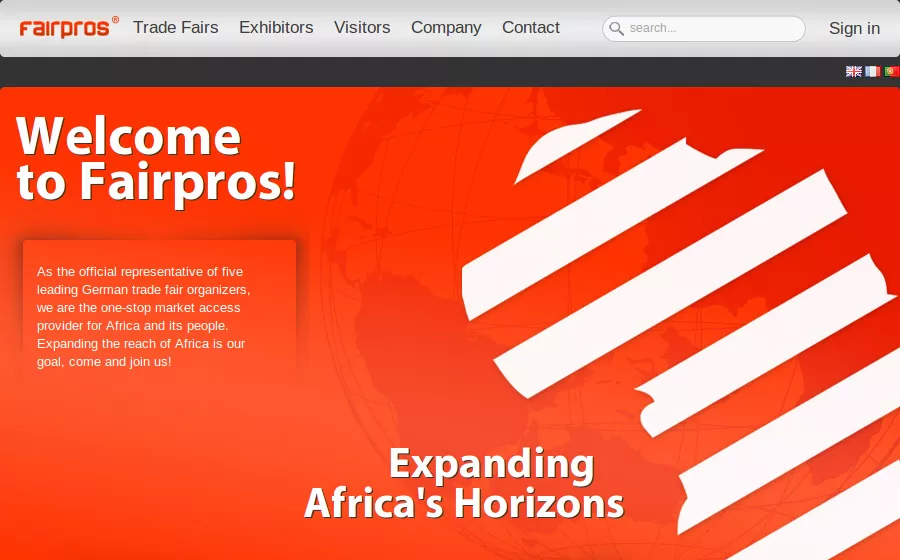 Fairpros® Trade Fairs Exhibitors Visitors Company Contact search... Sign in
Welcome
to Fairpros!
As the official representative of five
leading German trade fair organizers,
we are the one-stop market access
provider for Africa and its people.
Expanding the reach of Africa is our
goal, come and join us!
Expanding
Africa's Horizons